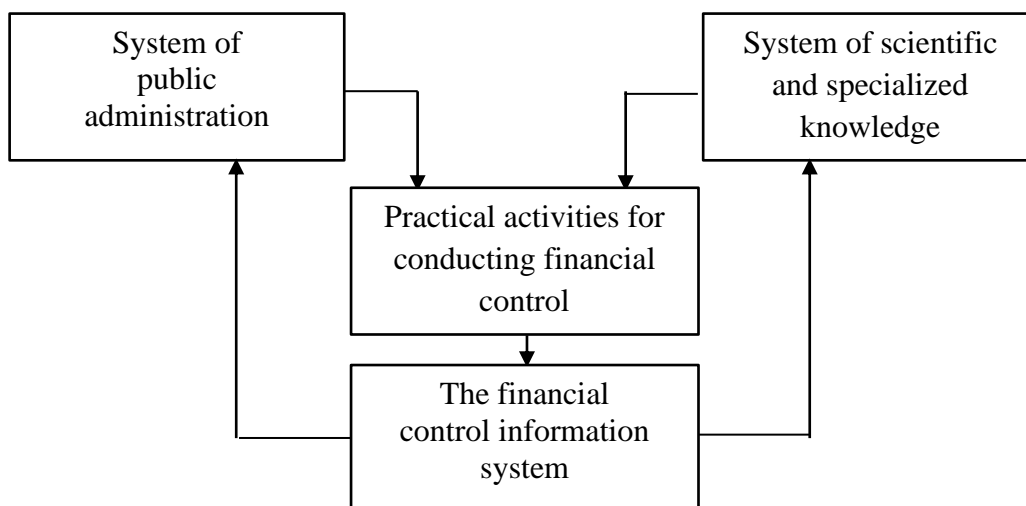 System of
public
administration
System of scientific
and specialized
knowledge
Practical activities for
conducting financial
control
The financial
control information
system